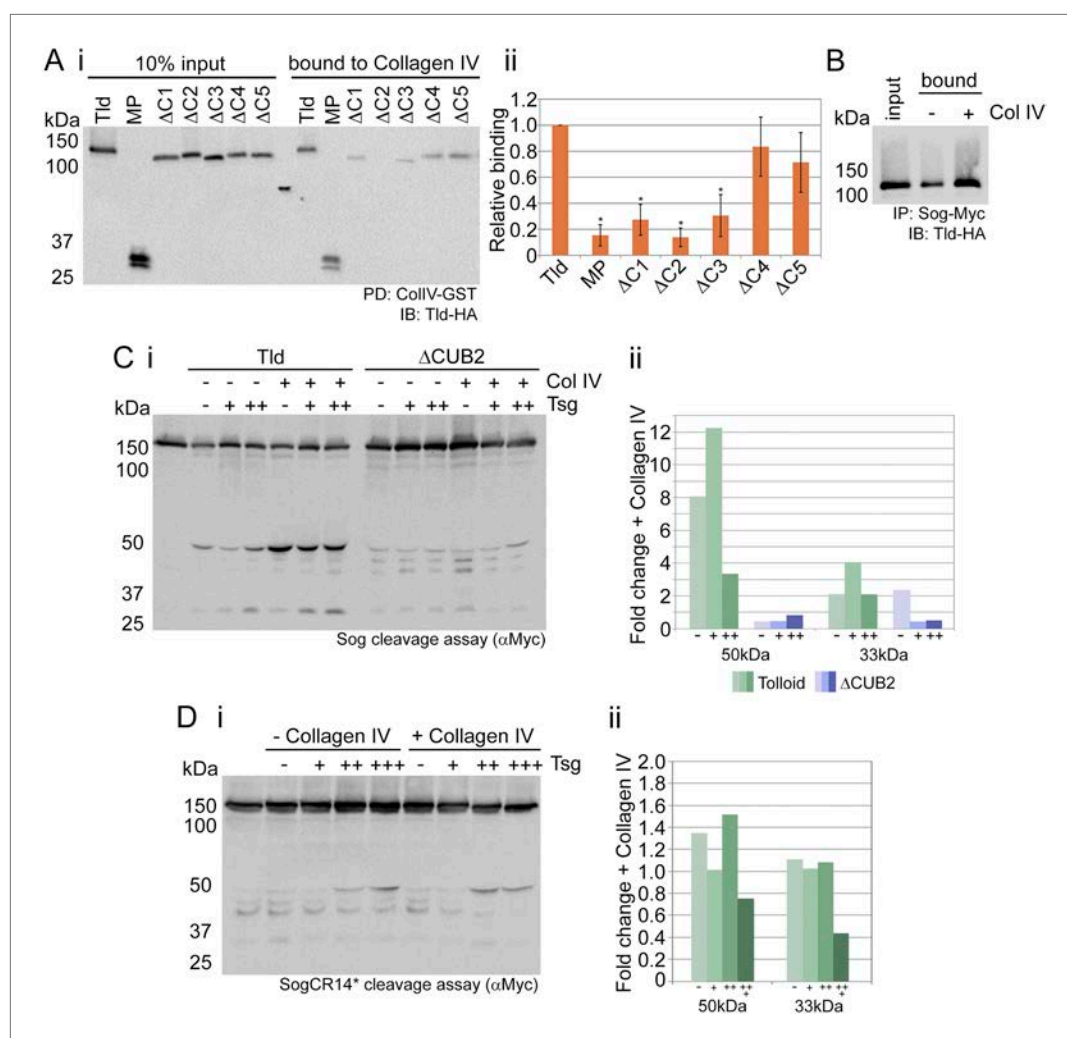 A i
10% input
bound to Collagen IV
kDa
Tld
MP
ΔC1
ΔC2
ΔC3
ΔC4
ΔC5
Tld
MP
ΔC1
ΔC2
ΔC3
ΔC4
ΔC5
150
100
37
25
PD: CollV-GST
IB: Tld-HA
ii
Relative binding
1.2
1.0
0.8
0.6
0.4
0.2
0
* * * *
Tld
MP
ΔC1
ΔC2
ΔC3
ΔC4
ΔC5
B
input
bound
- + Col IV
kDa
150
100
IP: Sog-Myc
IB: Tld-HA
C i
Tld ΔCUB2
- - - + + + - - - + + + Col IV
- + ++ - + ++ - + ++ - + ++ Tsg
kDa
150
100
50
37
25
Sog cleavage assay (αMyc)
ii
Fold change + Collagen IV
12
10
8
6
4
2
0
- + ++ - + ++ - + ++ - + ++
50kDa 33kDa
Tolloid ΔCUB2
D i
- Collagen IV + Collagen IV
- + ++ +++ - + ++ +++ Tsg
kDa
150
100
50
37
25
SogCR14* cleavage assay (αMyc)
ii
Fold change + Collagen IV
2.0
1.8
1.6
1.4
1.2
1.0
0.8
0.6
0.4
0.2
0
- + ++ +++ - + ++ +++
50kDa 33kDa